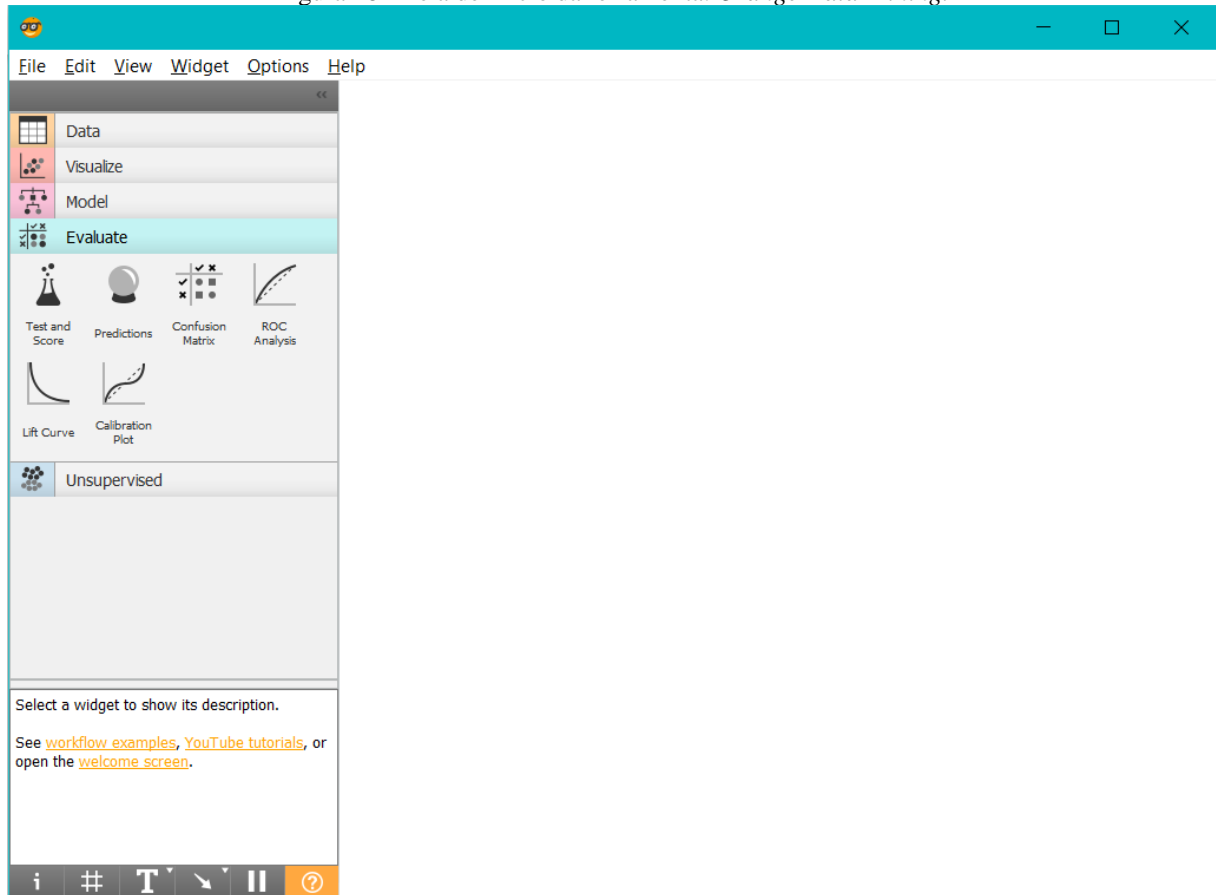 File Edit View Widget Options Help
Data
Visualize
Model
Evaluate
Test and Score
Predictions
Confusion Matrix
ROC Analysis
Lift Curve
Calibration Plot
Unsupervised
Select a widget to show its description.
See workflow examples, YouTube tutorials, or
open the welcome screen.